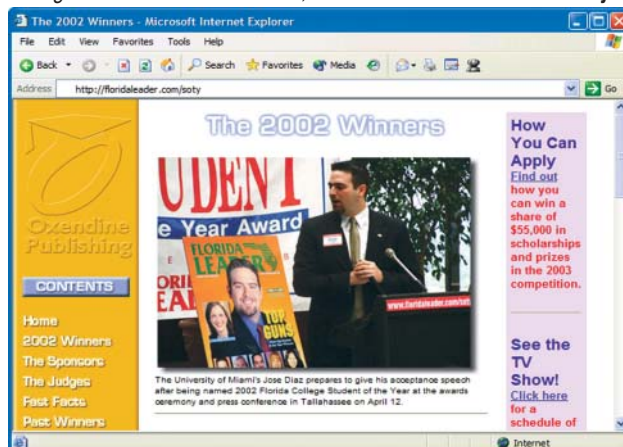 The 2002 Winners - Microsoft Internet Explorer
File Edit View Favorites Tools Help
Back Search Favorites Media
Address http://floridaleader.com/soty Go
Oxendine
Publishing
CONTENTS
Home
2002 Winners
The Sponsors
The Judges
Fast Facts
Past Winners
The 2002 Winners
UDENT
e Year Award
FLORIDA
LEADER
TOP
GUNS
www.floridaleader.com/soty
The University of Miami's Jose Diaz prepares to give his acceptance speech
after being named 2002 Florida College Student of the Year at the awards
ceremony and press conference in Tallahassee on April 12.
How
You Can
Apply
Find out
how you
can win a
share of
$55,000 in
scholarships
and prizes
in the 2003
competition.
See the
TV
Show!
Click here
for a
schedule of
Internet